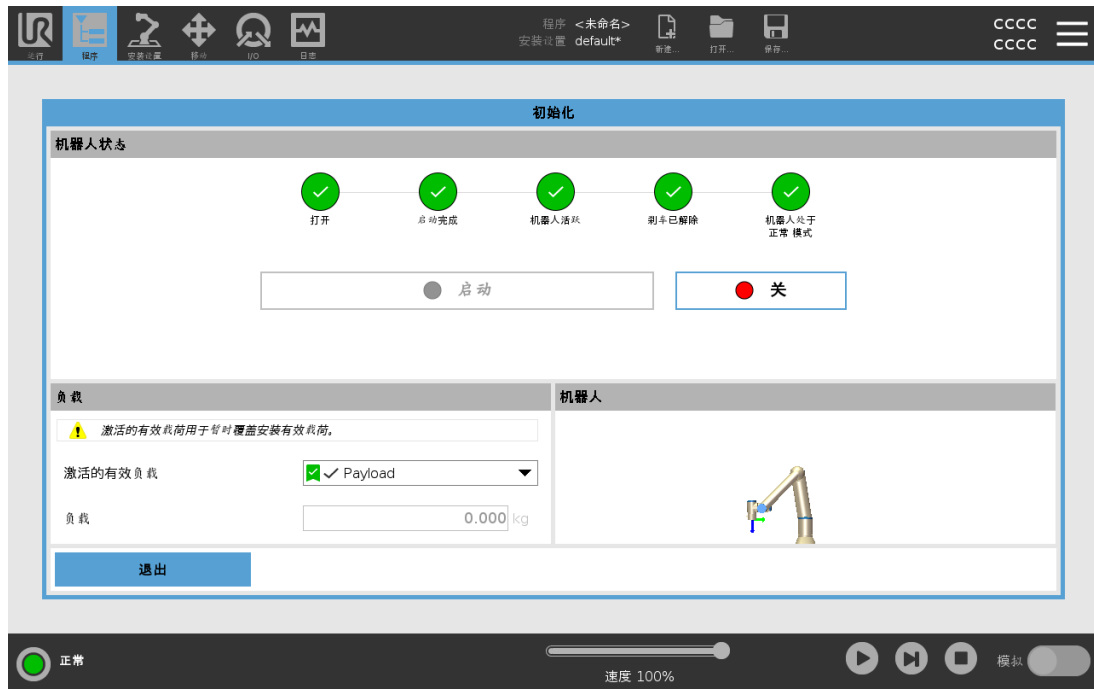 程序 <未命名>
安装设置 default*
cccc
cccc
运行
程序
安装设置
移动
I/O
日志
新建...
打开...
保存...
初始化
机器人状态
打开
启动完成
机器人活跃
刹车已解除
机器人处于
正常 模式
启动
关
负载
机器人
激活的有效载荷用于暂时覆盖安装有效载荷。
激活的有效负载
Payload
负载
0.000 kg
退出
正常
速度 100%
模拟